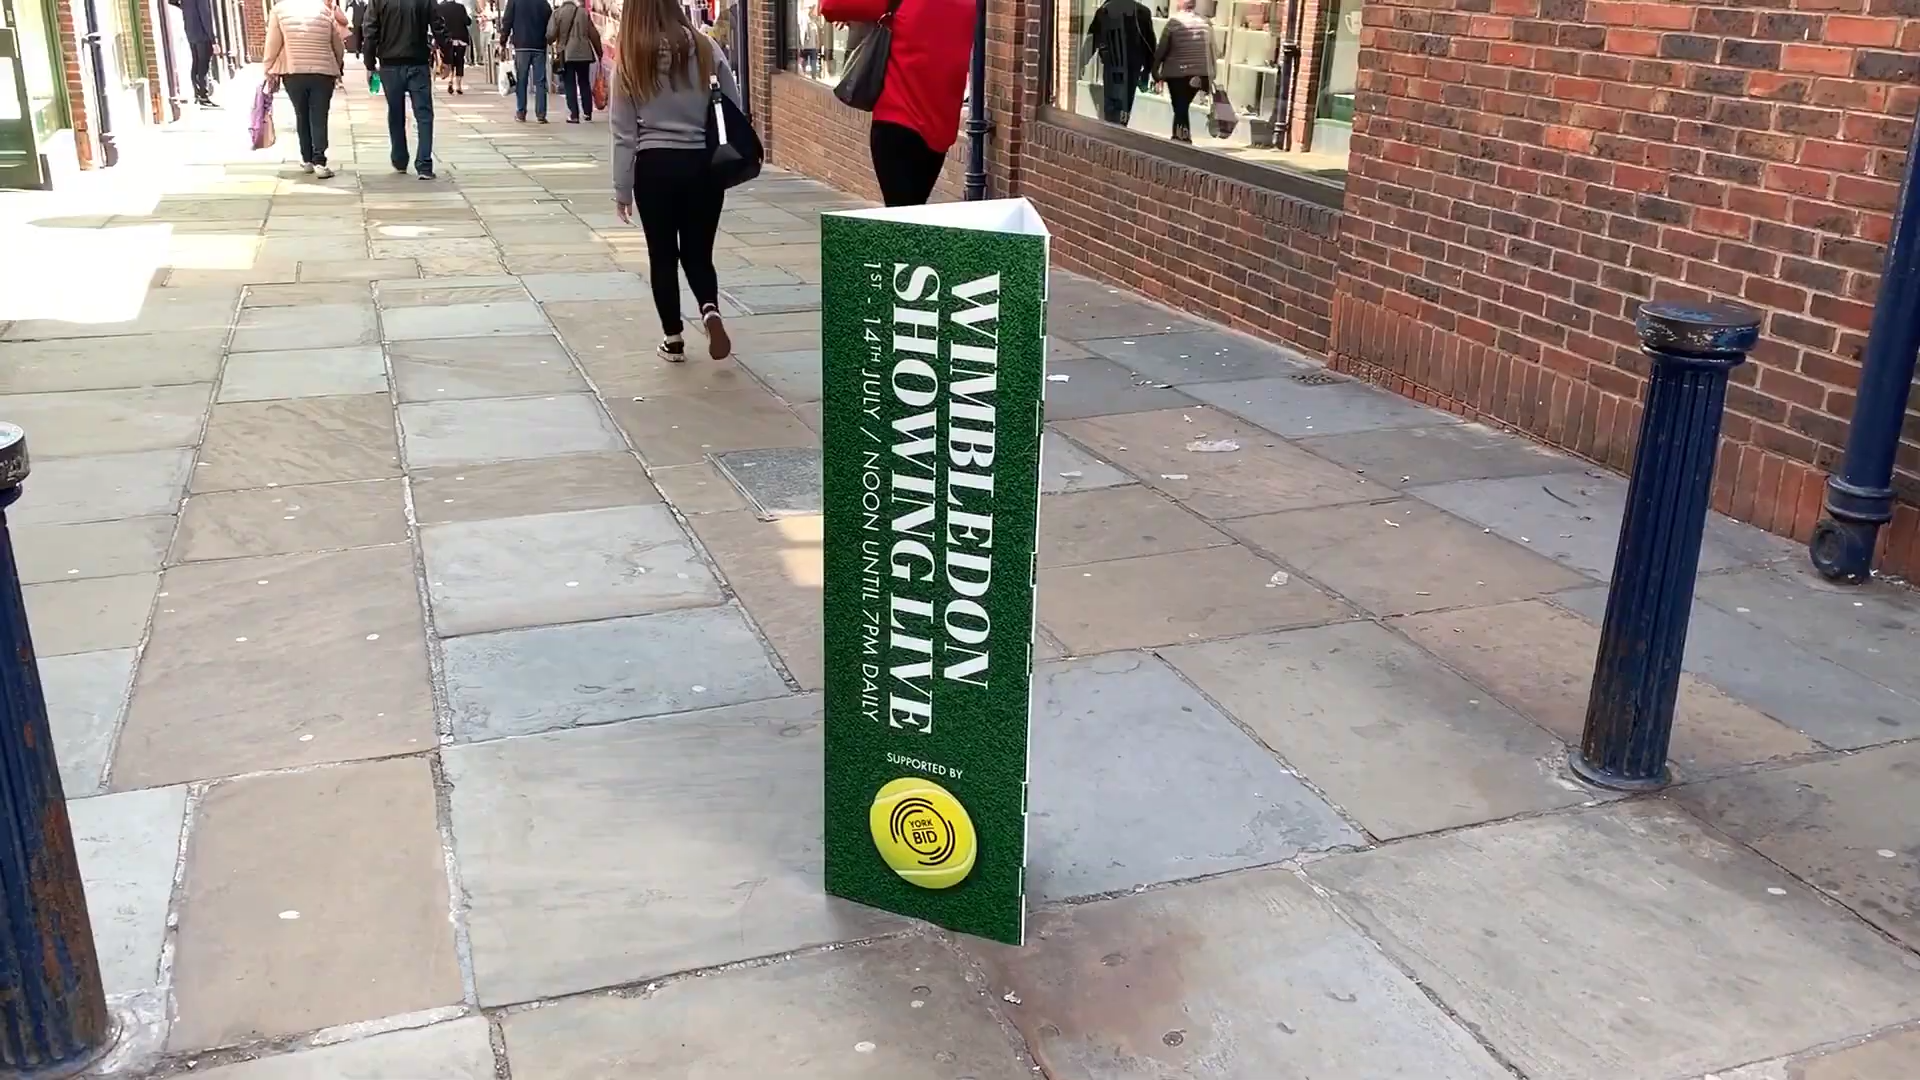 WIMBLEDON
SHOWING LIVE
1ST - 14TH JULY / NOON UNTIL 7PM DAILY
SUPPORTED BY
YORK
BID